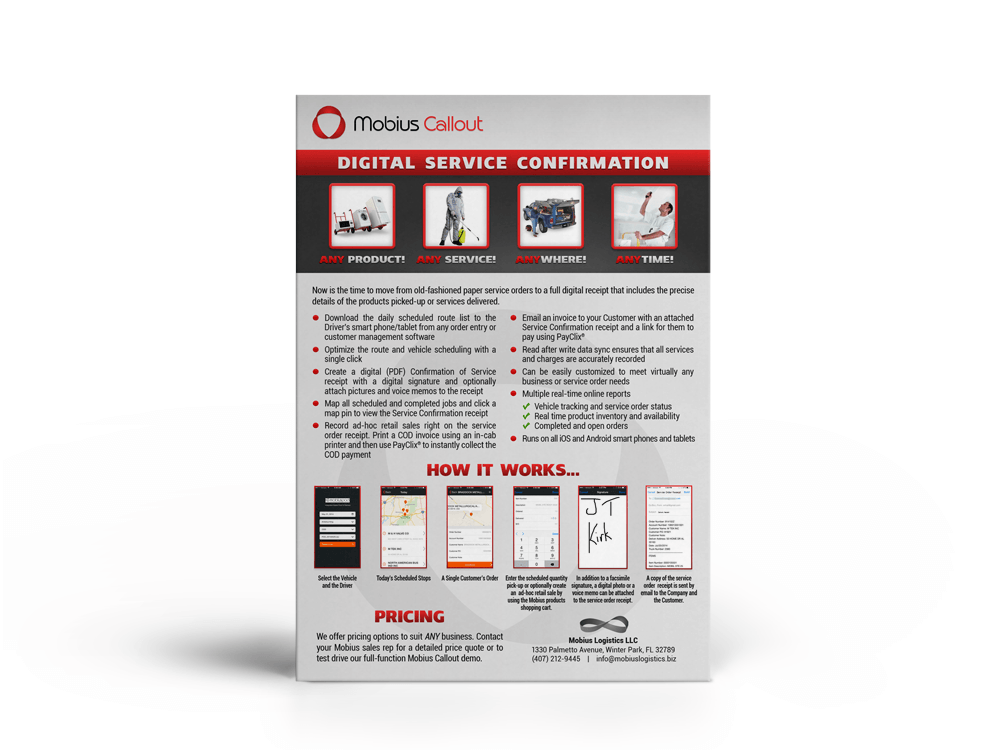 Mobius Callout
DIGITAL SERVICE CONFIRMATION
ANY PRODUCT!
ANY SERVICE!
ANYWHERE!
ANYTIME!
Now is the time to move from old-fashioned paper service orders to a full digital receipt that includes the precise
details of the products picked-up or services delivered.
Download the daily scheduled route list to the
Driver's smart phone/tablet from any order entry or
customer management software
Optimize the route and vehicle scheduling with a
single click
Create a digital (PDF) Confirmation of Service
receipt with a digital signature and optionally
attach pictures and voice memos to the receipt
Map all scheduled and completed jobs and click a
map pin to view the Service Confirmation receipt
Record ad-hoc retail sales right on the service
order receipt. Print a COD invoice using an in-cab
printer and then use PayClix® to instantly collect the
COD payment
Email an invoice to your Customer with an attached
Service Confirmation receipt and a link for them to
pay using PayClix®
Read after write data sync ensures that all services
and charges are accurately recorded
Can be easily customized to meet virtually any
business or service order needs
Multiple real-time online reports
Vehicle tracking and service order status
Real time product inventory and availability
Completed and open orders
Runs on all iOS and Android smart phones and tablets
HOW IT WORKS...
JT
Kirk
Select the Vehicle
and the Driver
Today's Scheduled Stops
A Single Customer's Order
Enter the scheduled quantity
pick-up or optionally create
an ad-hoc retail sale by
using the Mobius products
shopping cart.
In addition to a facsimile
signature, a digital photo or a
voice memo can be attached
to the service order receipt.
A copy of the service
order receipt is sent by
email to the Company and
the Customer.
PRICING
We offer pricing options to suit ANY business. Contact
your Mobius sales rep for a detailed price quote or to
test drive our full-function Mobius Callout demo.
Mobius Logistics LLC
1330 Palmetto Avenue, Winter Park, FL 32789
(407) 212-9445 | info@mobiuslogistics.biz